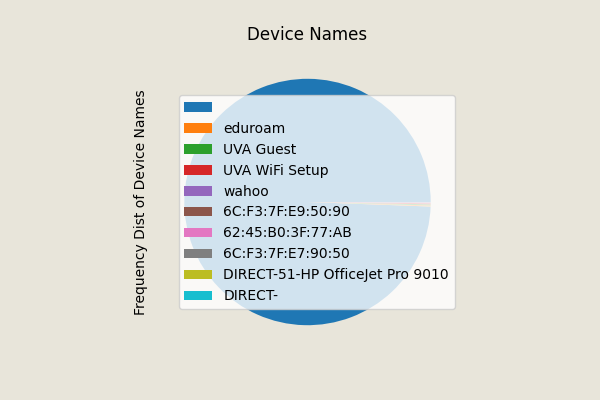 Device Names
Frequency Dist of Device Names
eduroam
UVA Guest
UVA WiFi Setup
wahoo
6C:F3:7F:E9:50:90
62:45:B0:3F:77:AB
6C:F3:7F:E7:90:50
DIRECT-51-HP OfficeJet Pro 9010
DIRECT-